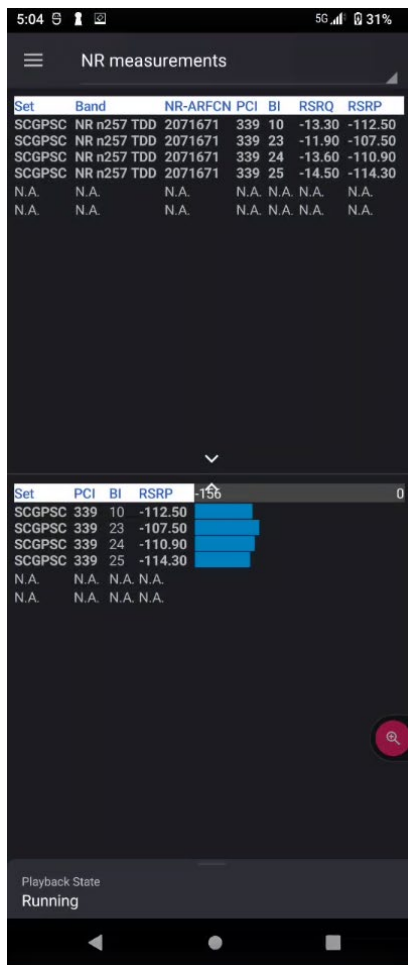 5:04 5G 31%
NR measurements
Set Band NR-ARFCN PCI BI RSRQ RSRP
SCGPSC NR n257 TDD 2071671 339 10 -13.30 -112.50
SCGPSC NR n257 TDD 2071671 339 23 -11.90 -107.50
SCGPSC NR n257 TDD 2071671 339 24 -13.60 -110.90
SCGPSC NR n257 TDD 2071671 339 25 -14.50 -114.30
N.A. N.A. N.A. N.A. N.A. N.A. N.A.
N.A. N.A. N.A. N.A. N.A. N.A. N.A.
Set PCI BI RSRP -156 0
SCGPSC 339 10 -112.50
SCGPSC 339 23 -107.50
SCGPSC 339 24 -110.90
SCGPSC 339 25 -114.30
N.A. N.A. N.A. N.A.
N.A. N.A. N.A. N.A.
Playback State
Running